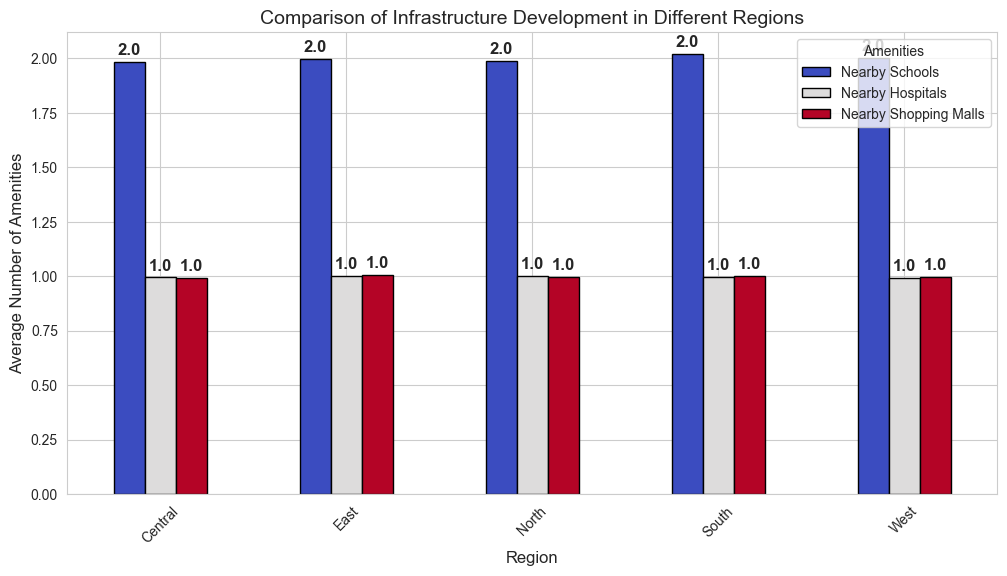 Comparison of Infrastructure Development in Different Regions
Average Number of Amenities
2.00
1.75
1.50
1.25
1.00
0.75
0.50
0.25
0.00
2.0
1.0
1.0
2.0
1.0
1.0
2.0
1.0
1.0
2.0
1.0
1.0
2.0
1.0
1.0
Amenities
Nearby Schools
Nearby Hospitals
Nearby Shopping Malls
Central
East
North
South
West
Region